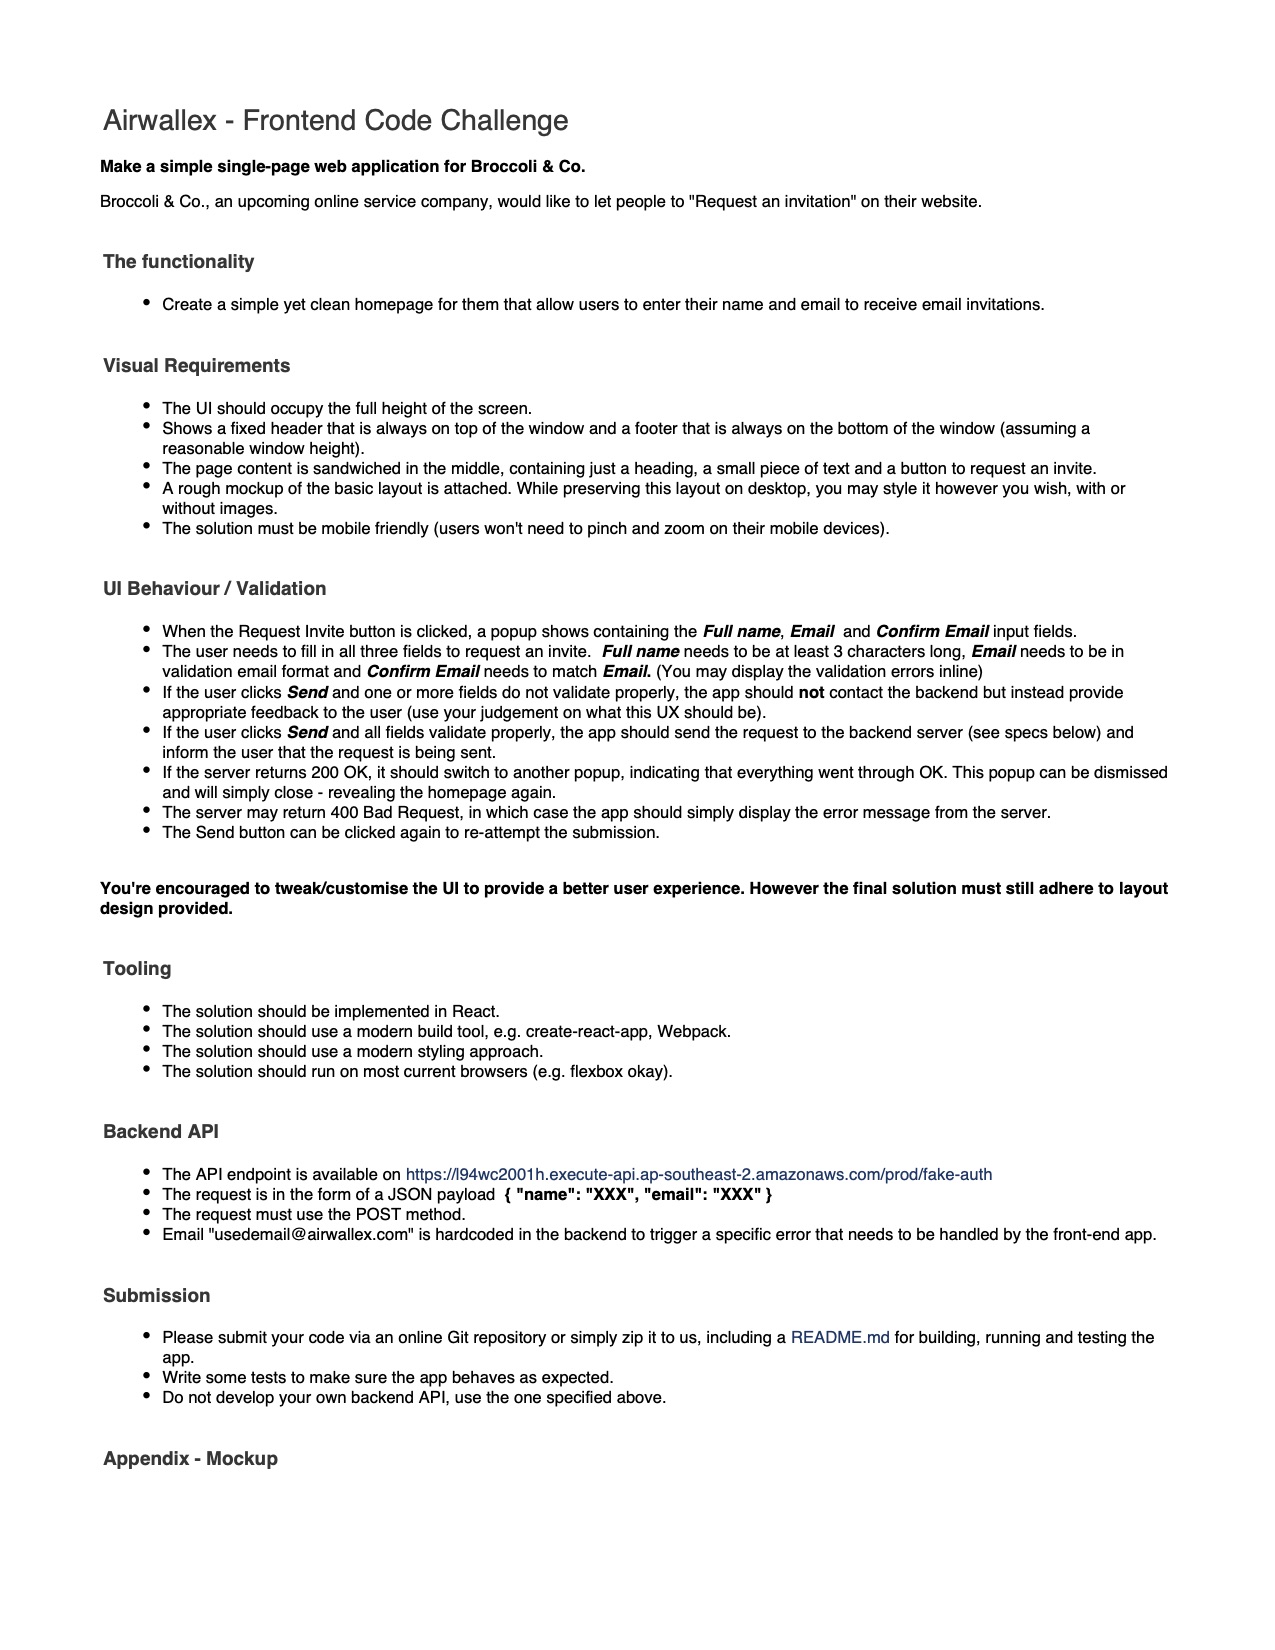 Airwallex - Frontend Code Challenge
Make a simple single-page web application for Broccoli & Co.
Broccoli & Co., an upcoming online service company, would like to let people to "Request an invitation" on their website.
The functionality
• Create a simple yet clean homepage for them that allow users to enter their name and email to receive email invitations.
Visual Requirements
• The UI should occupy the full height of the screen.
• Shows a fixed header that is always on top of the window and a footer that is always on the bottom of the window (assuming a
reasonable window height).
• The page content is sandwiched in the middle, containing just a heading, a small piece of text and a button to request an invite.
• A rough mockup of the basic layout is attached. While preserving this layout on desktop, you may style it however you wish, with or
without images.
• The solution must be mobile friendly (users won't need to pinch and zoom on their mobile devices).
UI Behaviour / Validation
• When the Request Invite button is clicked, a popup shows containing the Full name, Email and Confirm Email input fields.
• The user needs to fill in all three fields to request an invite. Full name needs to be at least 3 characters long, Email needs to be in
validation email format and Confirm Email needs to match Email. (You may display the validation errors inline)
• If the user clicks Send and one or more fields do not validate properly, the app should not contact the backend but instead provide
appropriate feedback to the user (use your judgement on what this UX should be).
• If the user clicks Send and all fields validate properly, the app should send the request to the backend server (see specs below) and
inform the user that the request is being sent.
• If the server returns 200 OK, it should switch to another popup, indicating that everything went through OK. This popup can be dismissed
and will simply close - revealing the homepage again.
• The server may return 400 Bad Request, in which case the app should simply display the error message from the server.
• The Send button can be clicked again to re-attempt the submission.
You're encouraged to tweak/customise the UI to provide a better user experience. However the final solution must still adhere to layout
design provided.
Tooling
• The solution should be implemented in React.
• The solution should use a modern build tool, e.g. create-react-app, Webpack.
• The solution should use a modern styling approach.
• The solution should run on most current browsers (e.g. flexbox okay).
Backend API
• The API endpoint is available on https://l94wc2001h.execute-api.ap-southeast-2.amazonaws.com/prod/fake-auth
• The request is in the form of a JSON payload { "name": "XXX", "email": "XXX" }
• The request must use the POST method.
• Email "usedemail@airwallex.com" is hardcoded in the backend to trigger a specific error that needs to be handled by the front-end app.
Submission
• Please submit your code via an online Git repository or simply zip it to us, including a README.md for building, running and testing the
app.
• Write some tests to make sure the app behaves as expected.
• Do not develop your own backend API, use the one specified above.
Appendix - Mockup